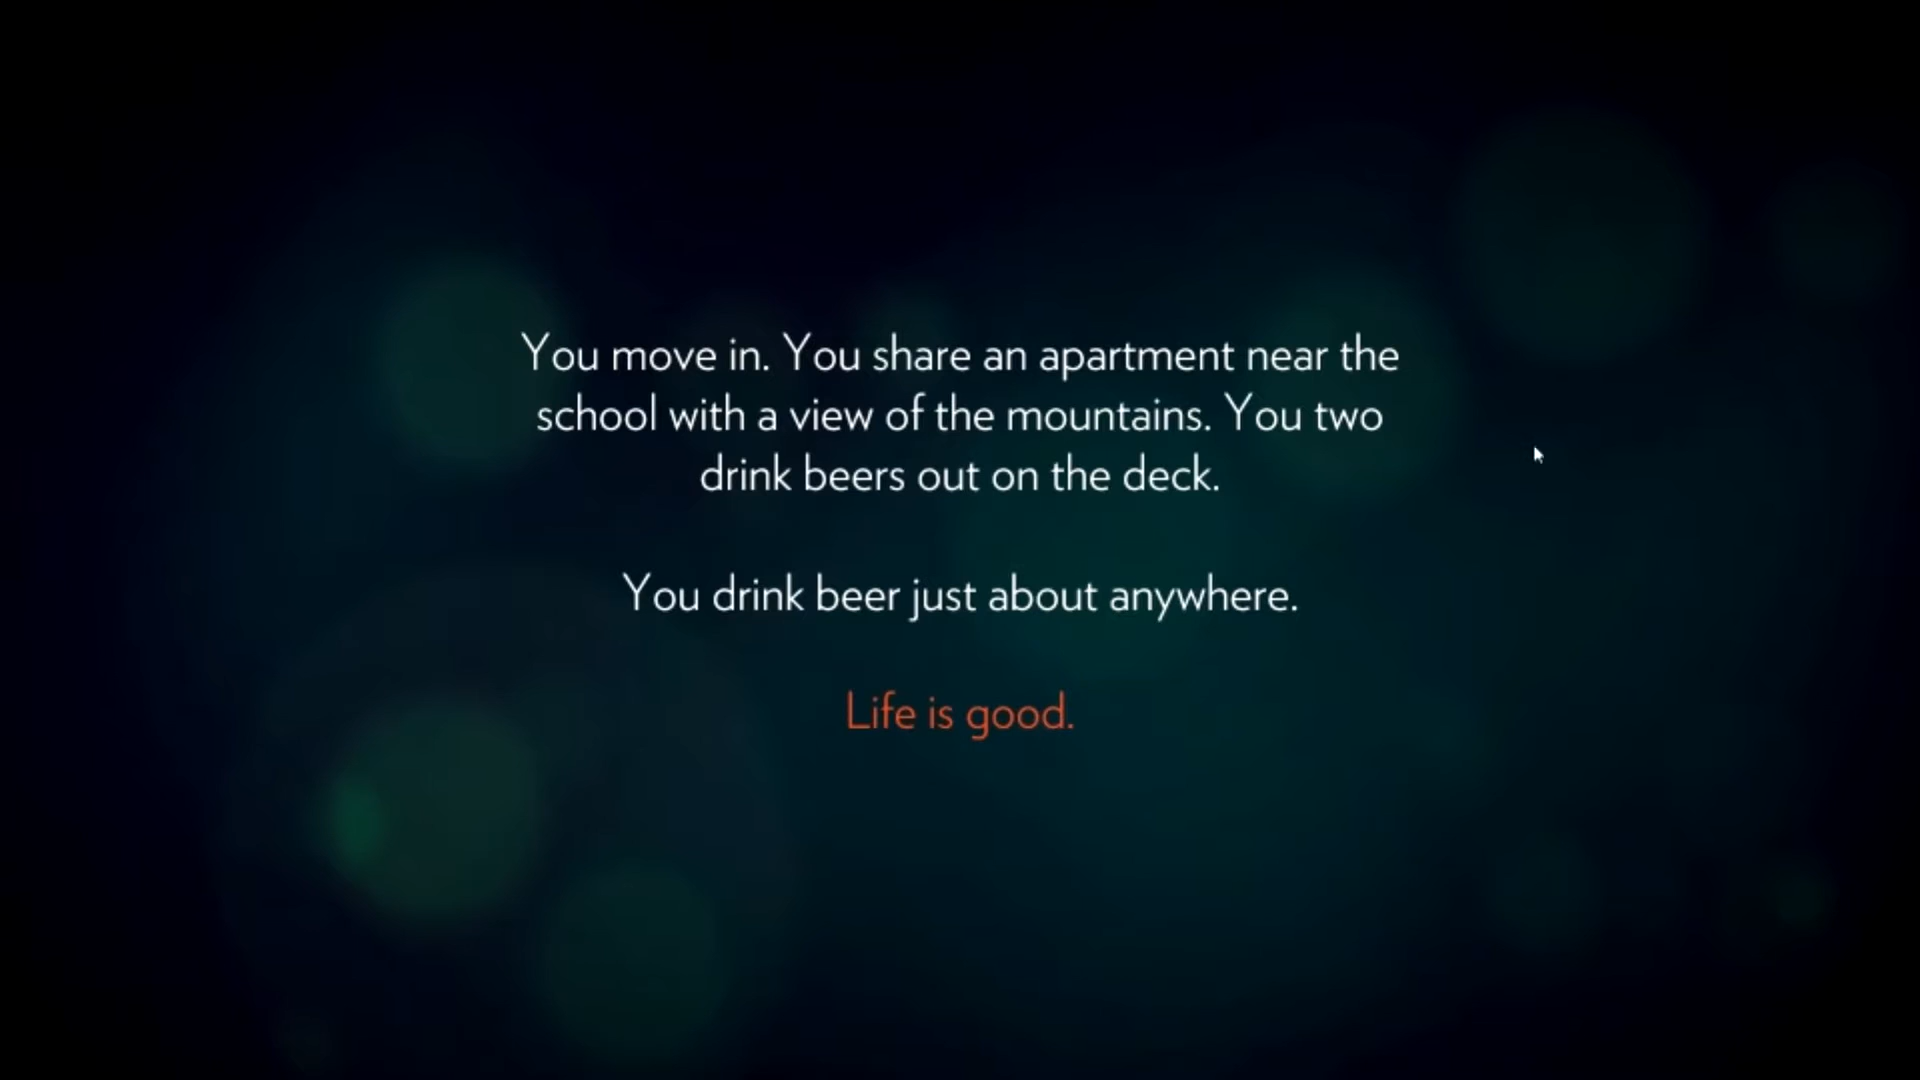 You move in. You share an apartment near the
school with a view of the mountains. You two
drink beers out on the deck.
You drink beer just about anywhere.
Life is good.